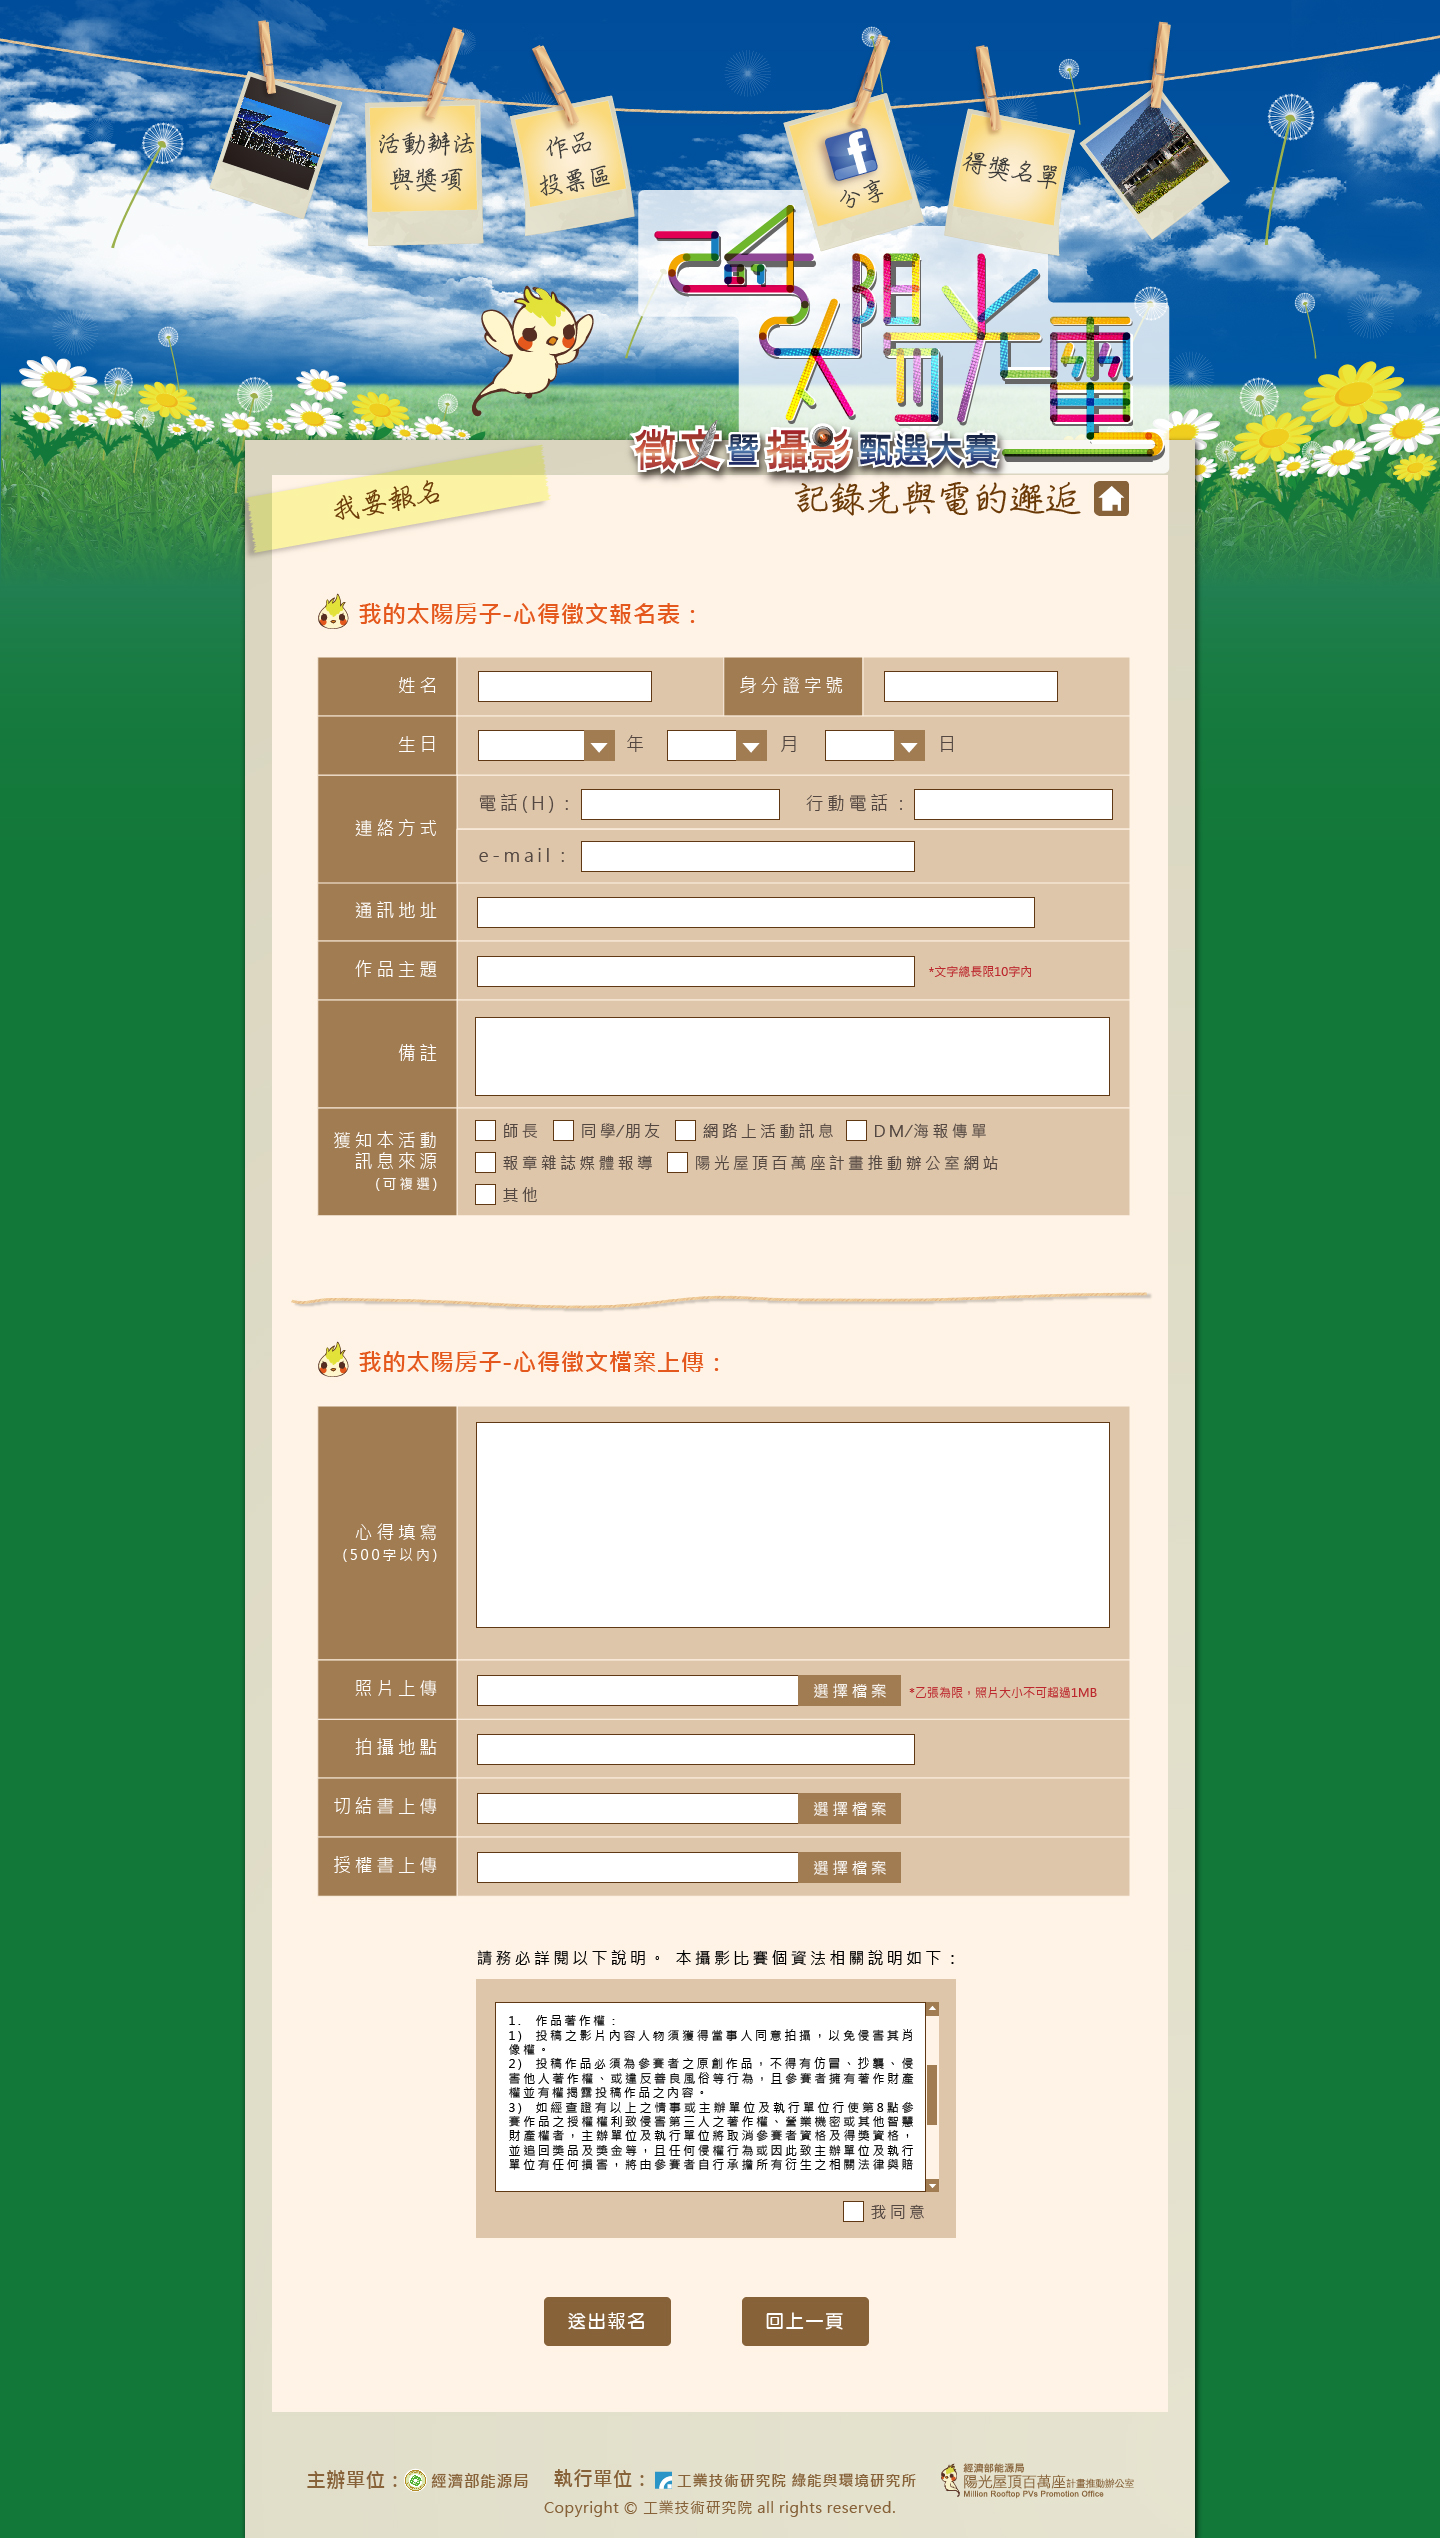 活動辦法
與獎項
作品
投票區
分享
得獎名單
陽光電
徵文暨攝影甄選大賽
我要報名
記錄光與電的邂逅
我的太陽房子-心得徵文報名表：
姓名
身分證字號
生日
年 月 日
連絡方式
電話(H)： 行動電話：
e-mail：
通訊地址
作品主題
*文字總長限10字內
備註
獲知本活動
訊息來源
(可複選)
師長 同學/朋友 網路上活動訊息 DM/海報傳單
報章雜誌媒體報導 陽光屋頂百萬座計畫推動辦公室網站
其他
我的太陽房子-心得徵文檔案上傳：
心得填寫
(500字以內)
照片上傳
選擇檔案 *乙張為限，照片大小不可超過1MB
拍攝地點
切結書上傳
選擇檔案
授權書上傳
選擇檔案
請務必詳閱以下說明。 本攝影比賽個資法相關說明如下：
1. 作品著作權：
1) 投稿之影片內容人物須獲得當事人同意拍攝，以免侵害其肖
像權。
2) 投稿作品必須為參賽者之原創作品，不得有仿冒、抄襲、侵
害他人著作權、或違反善良風俗等行為，且參賽者擁有著作財產
權並有權揭露投稿作品之內容。
3) 如經查證有以上之情事或主辦單位及執行單位行使第8點參
賽作品之授權權利致侵害第三人之著作權、營業機密或其他智慧
財產權者，主辦單位及執行單位將取消參賽者資格及得獎資格，
並追回獎品及獎金等，且任何侵權行為或因此致主辦單位及執行
單位有任何損害，將由參賽者自行承擔所有衍生之相關法律與賠
我同意
送出報名
回上一頁
主辦單位： 經濟部能源局 執行單位： 工業技術研究院 綠能與環境研究所
經濟部能源局
陽光屋頂百萬座計畫推動辦公室
Million Rooftop PVs Promotion Office
Copyright © 工業技術研究院 all rights reserved.